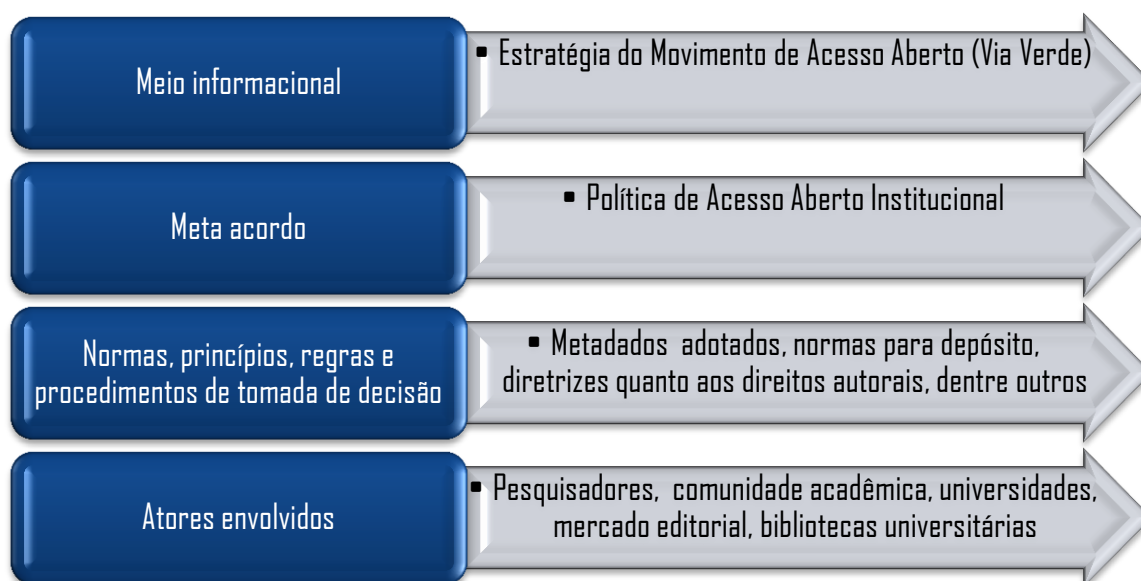 Meio informacional
▪ Estratégia do Movimento de Acesso Aberto (Via Verde)
Meta acordo
▪ Política de Acesso Aberto Institucional
Normas, princípios, regras e
procedimentos de tomada de decisão
▪ Metadados adotados, normas para depósito,
diretrizes quanto aos direitos autorais, dentre outros
Atores envolvidos
▪ Pesquisadores, comunidade acadêmica, universidades,
mercado editorial, bibliotecas universitárias